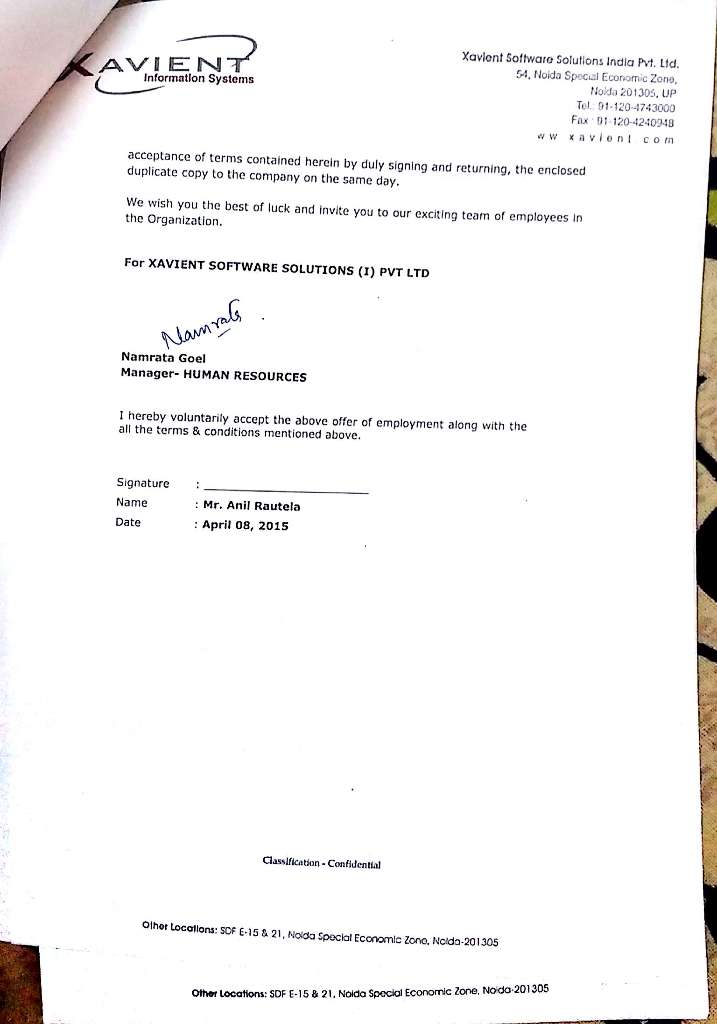 XAVIENT
Information Systems
Xavient Software Solutions India Pvt. Ltd.
54, Noida Special Economic Zone,
Noida 201305, UP
Tel.: 91-120-4743000
Fax : 91-120-4240948
w w x a v i e n t c o m
acceptance of terms contained herein by duly signing and returning, the enclosed
duplicate copy to the company on the same day.
We wish you the best of luck and invite you to our exciting team of employees in
the Organization.
For XAVIENT SOFTWARE SOLUTIONS (I) PVT LTD
Namrata
Namrata Goel
Manager- HUMAN RESOURCES
I hereby voluntarily accept the above offer of employment along with the
all the terms & conditions mentioned above.
Signature : ____________________
Name : Mr. Anil Rautela
Date : April 08, 2015
Classification - Confidential
Other Locations: SDF E-15 & 21, Noida Special Economic Zone, Noida-201305
Other Locations: SDF E-15 & 21, Noida Special Economic Zone, Noida-201305